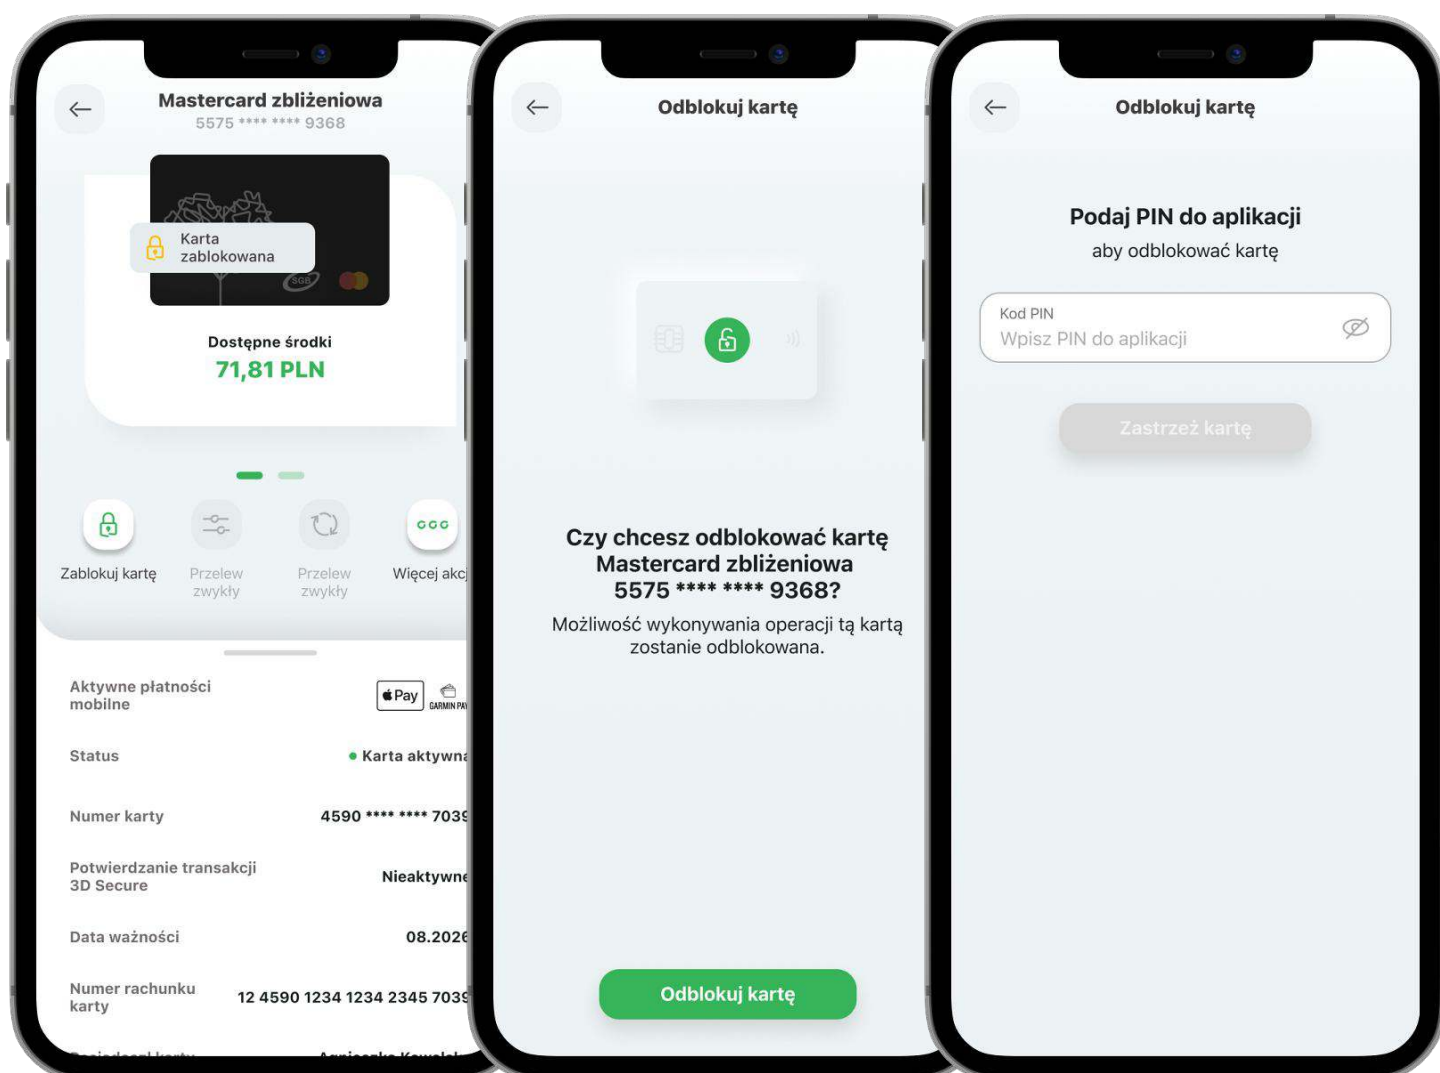 Mastercard zbliżeniowa
5575 **** **** 9368
Karta
zablokowana
SGB
Dostępne środki
71,81 PLN
Zablokuj kartę
Przelew
zwykły
Przelew
zwykły
Więcej akcj
Aktywne płatności
mobilne
Pay
GARMIN PAY
Status
Karta aktywna
Numer karty
4590 **** **** 7039
Potwierdzanie transakcji
3D Secure
Nieaktywne
Data ważności
08.2026
Numer rachunku
karty
12 4590 1234 1234 2345 7039
Odblokuj kartę
Czy chcesz odblokować kartę
Mastercard zbliżeniowa
5575 **** **** 9368?
Możliwość wykonywania operacji tą kartą
zostanie odblokowana.
Odblokuj kartę
Odblokuj kartę
Podaj PIN do aplikacji
aby odblokować kartę
Kod PIN
Wpisz PIN do aplikacji
Zastrzeż kartę